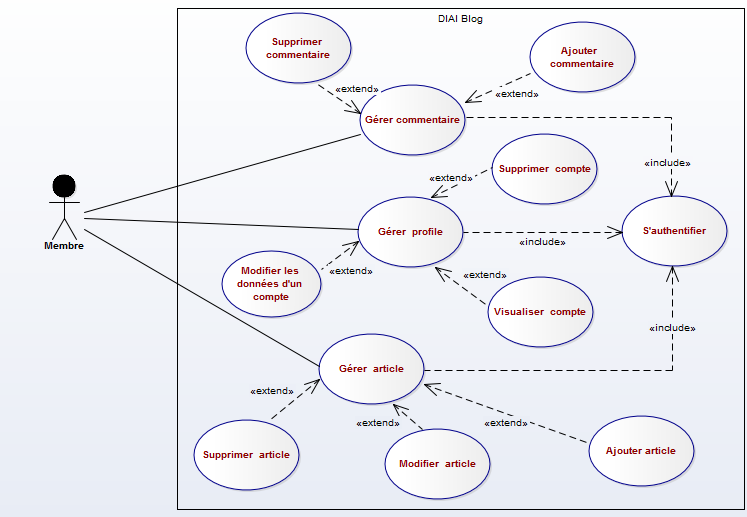 DIAI Blog
Supprimer
commentaire
Ajouter
commentaire
«extend»
«extend»
Gérer commentaire
«include»
Supprimer compte
«extend»
Membre
Gérer profile
S'authentifier
«include»
Modifier les
données d'un
compte
«extend»
«extend»
Visualiser compte
«include»
Gérer article
«extend»
«extend»
«extend»
Supprimer article
Modifier article
Ajouter article